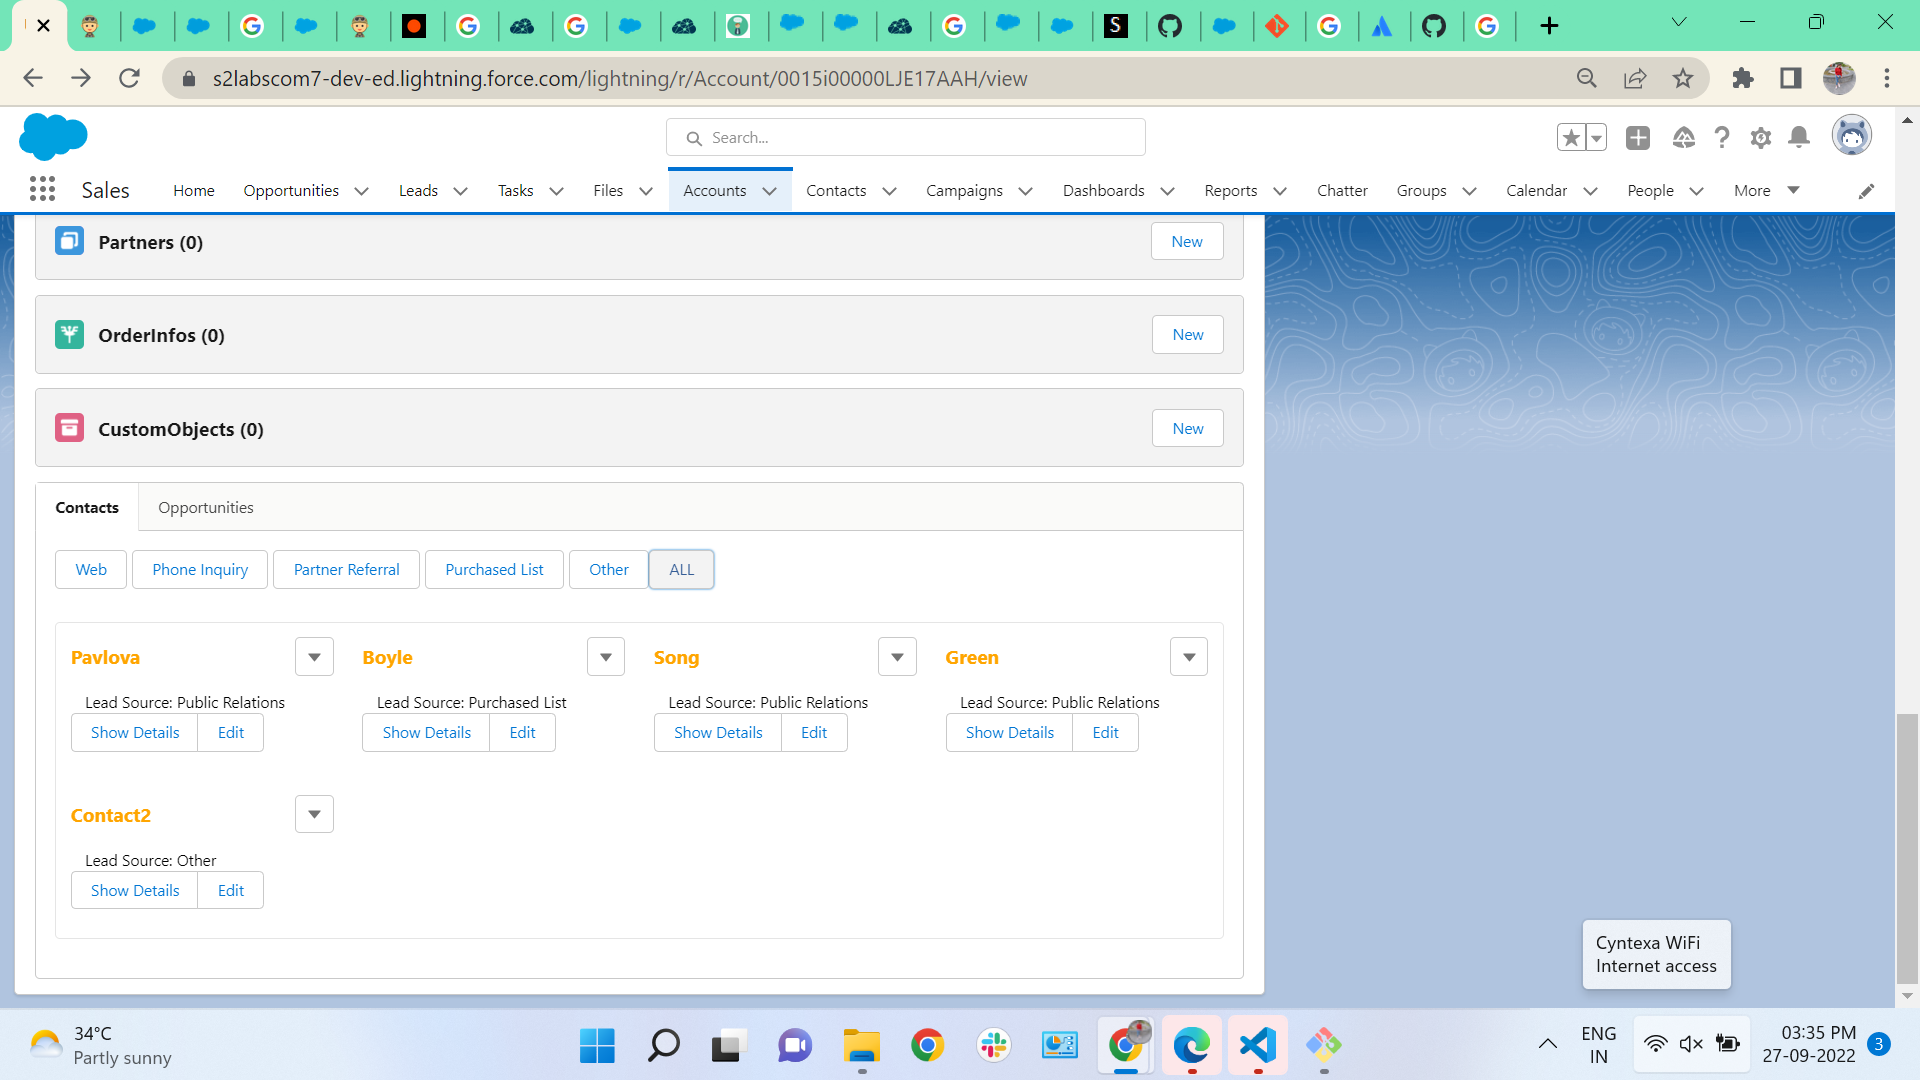 s2labscom7-dev-ed.lightning.force.com/lightning/r/Account/0015i00000LJE17AAH/view
Search...
Sales
Home
Opportunities
Leads
Tasks
Files
Accounts
Contacts
Campaigns
Dashboards
Reports
Chatter
Groups
Calendar
People
More
Partners (0)
New
OrderInfos (0)
New
CustomObjects (0)
New
Contacts
Opportunities
Web
Phone Inquiry
Partner Referral
Purchased List
Other
ALL
Pavlova
Boyle
Song
Green
Lead Source: Public Relations
Lead Source: Purchased List
Lead Source: Public Relations
Lead Source: Public Relations
Show Details
Edit
Show Details
Edit
Show Details
Edit
Show Details
Edit
Contact2
Lead Source: Other
Show Details
Edit
Cyntexa WiFi
Internet access
34°C
Partly sunny
ENG
IN
03:35 PM
27-09-2022
3